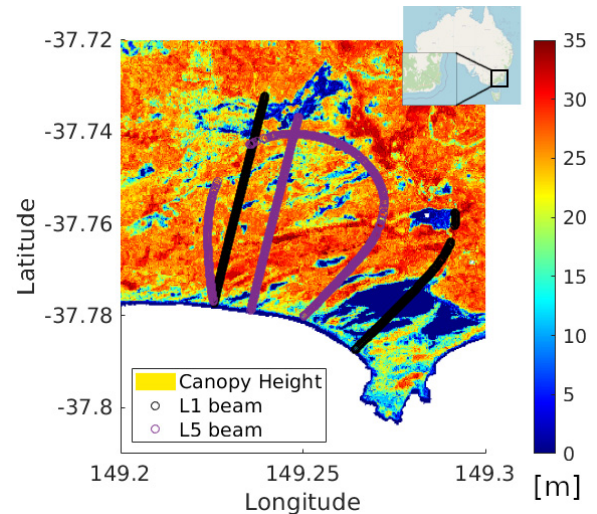 -37.72
-37.74
-37.76
-37.78
-37.8
Latitude
149.2
149.25
149.3
Longitude
Canopy Height
L1 beam
L5 beam
35
30
25
20
15
10
5
0
[m]